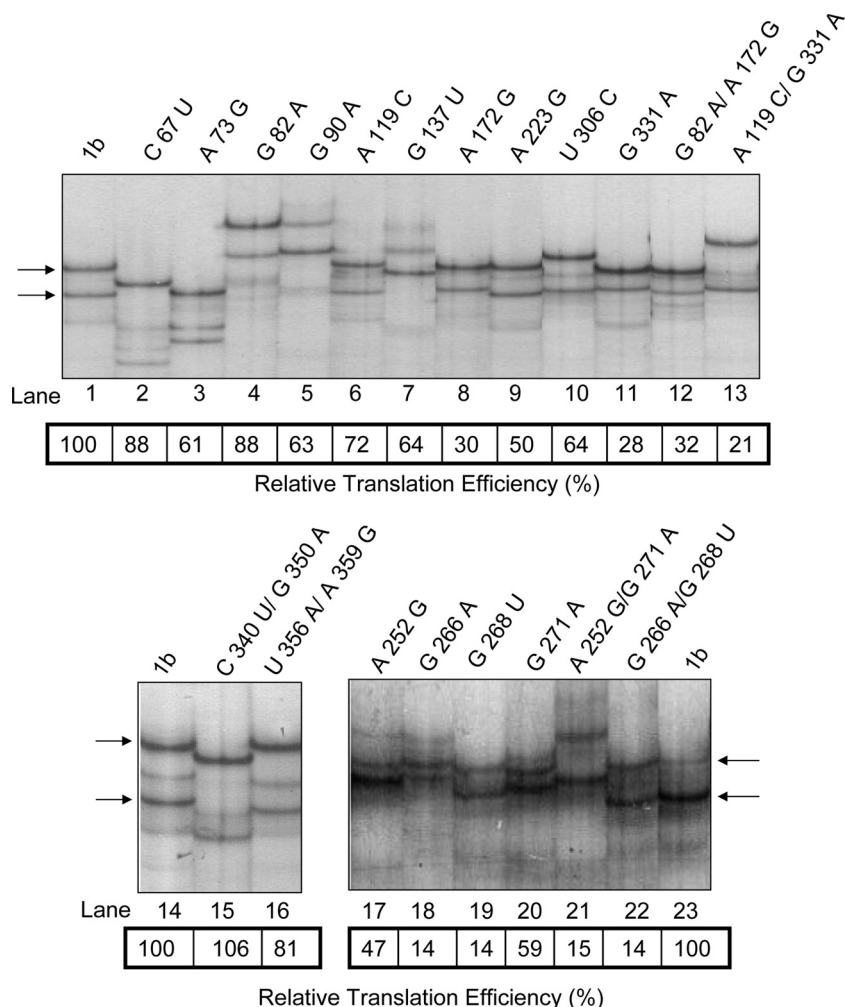 1b C 67 U A 73 G G 82 A G 90 A A 119 C G 137 U A 172 G A 223 G U 306 C G 331 A G 82 A/ A 172 G A 119 C/ G 331 A
Lane 1 2 3 4 5 6 7 8 9 10 11 12 13
100 88 61 88 63 72 64 30 50 64 28 32 21
Relative Translation Efficiency (%)
1b C 340 U/ G 350 A U 356 A/ A 359 G A 252 G G 266 A G 268 U G 271 A A 252 G/G 271 A G 266 A/G 268 U 1b
Lane 14 15 16 17 18 19 20 21 22 23
100 106 81 47 14 14 59 15 14 100
Relative Translation Efficiency (%)